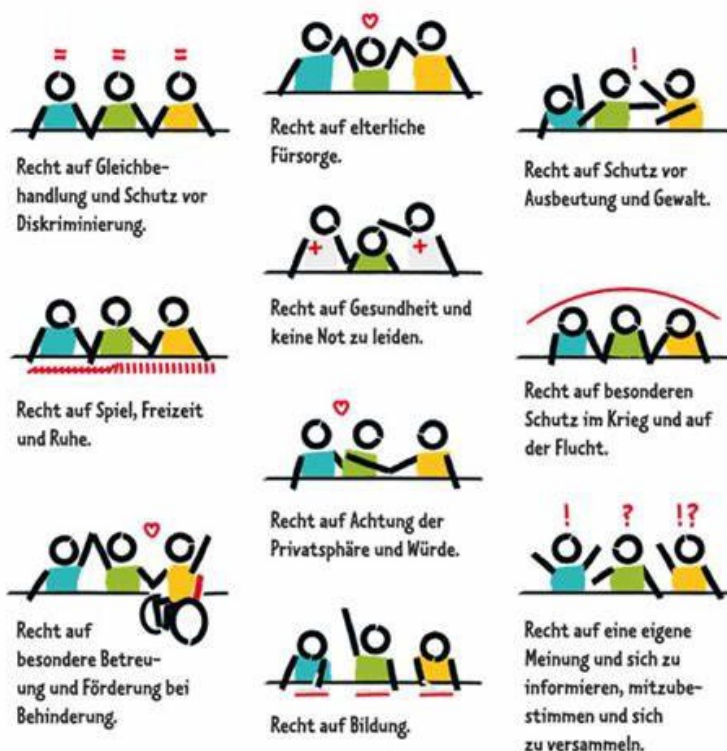 = = =
Recht auf Gleichbe-
handlung und Schutz vor
Diskriminierung.
Recht auf Spiel, Freizeit
und Ruhe.
Recht auf
besondere Betreu-
ung und Förderung bei
Behinderung.
Recht auf elterliche
Fürsorge.
+ +
Recht auf Gesundheit und
keine Not zu leiden.
Recht auf Achtung der
Privatsphäre und Würde.
Recht auf Bildung.
!
Recht auf Schutz vor
Ausbeutung und Gewalt.
Recht auf besonderen
Schutz im Krieg und auf
der Flucht.
! ? !?
Recht auf eine eigene
Meinung und sich zu
informieren, mitzube-
stimmen und sich
zu versammeln.